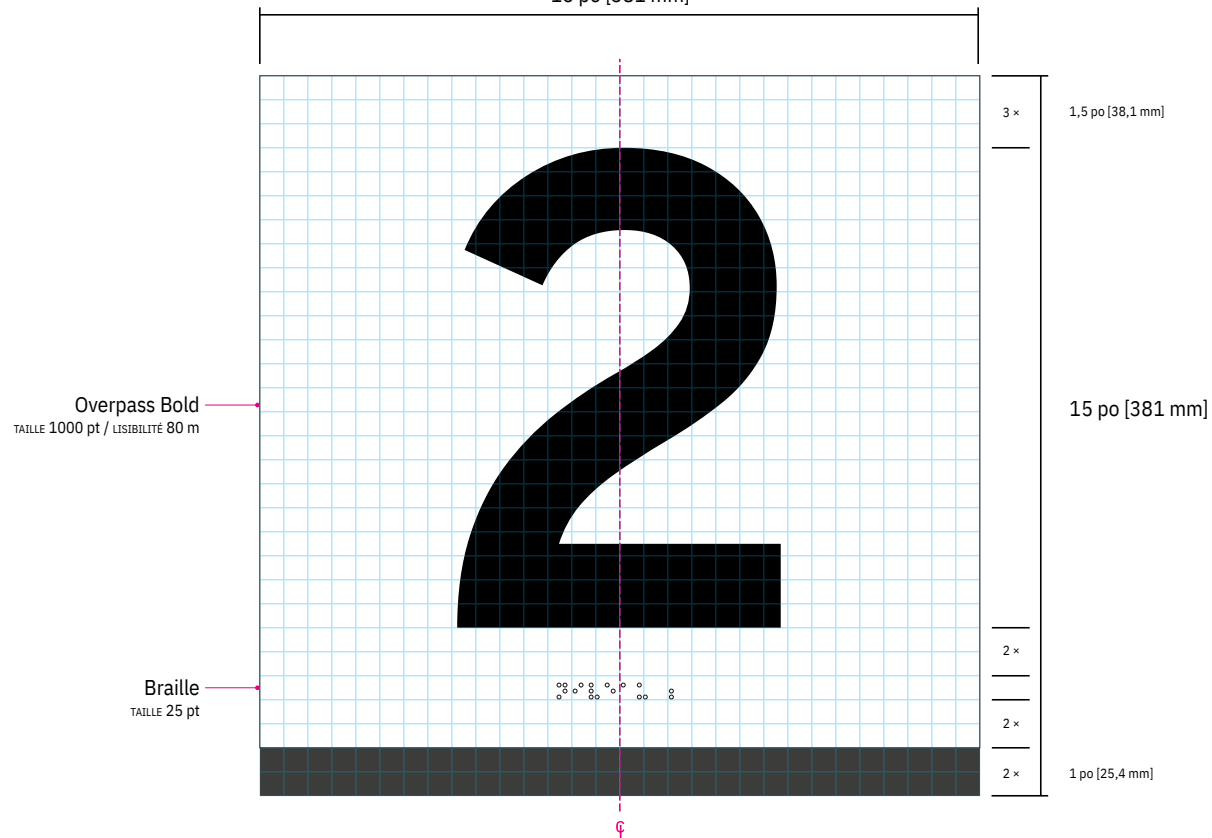 15 po [381 mm]
3 ×
1,5 po [38,1 mm]
2
Overpass Bold
TAILLE 1000 pt / LISIBILITÉ 80 m
15 po [381 mm]
2 ×
Braille
TAILLE 25 pt
⠝⠊⠧⠑⠁⠥ ⠆
2 ×
2 ×
1 po [25,4 mm]
℄